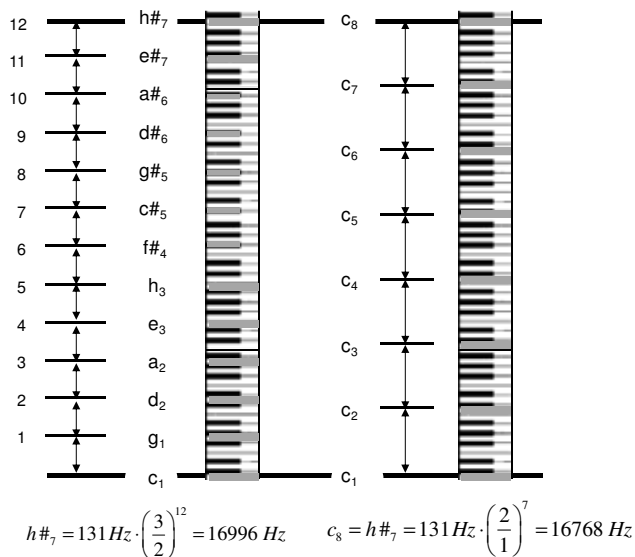 12 h#₇ c₈
11 e#₇
c₇
10 a#₆
9 d#₆
c₆
8 g#₅
7 c#₅
c₅
6 f#₄
5 h₃
c₄
4 e₃
c₃
3 a₂
2 d₂
c₂
1 g₁
c₁ c₁
h#₇ = 131 Hz · (3/2)¹² = 16996 Hz c₈ = h#₇ = 131 Hz · (2/1)⁷ = 16768 Hz